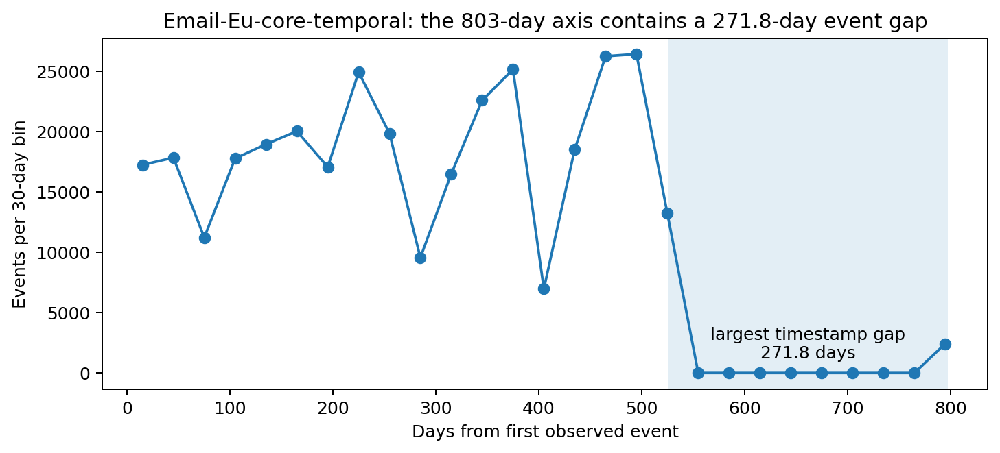 Email-Eu-core-temporal: the 803-day axis contains a 271.8-day event gap
Events per 30-day bin
25000
20000
15000
10000
5000
0
largest timestamp gap
271.8 days
0 100 200 300 400 500 600 700 800
Days from first observed event